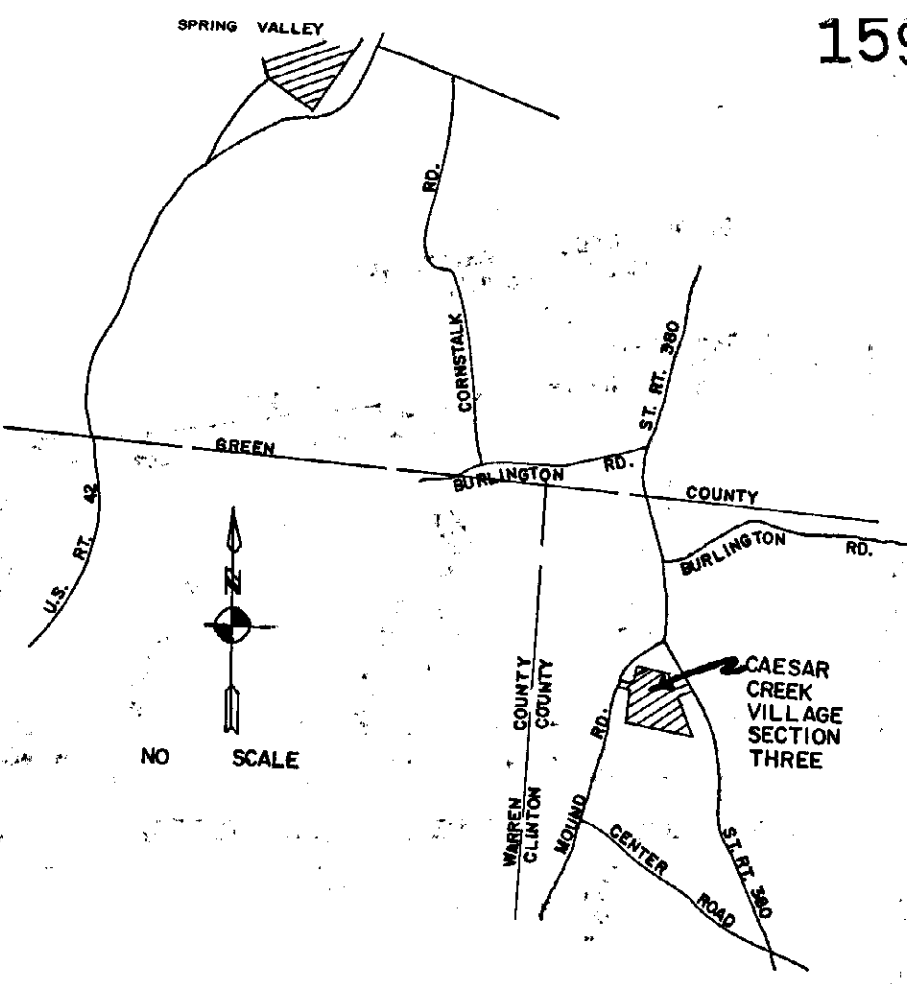 SPRING VALLEY
159
RD.
CORNSTALK
ST. RT. 380
GREEN
BURLINGTON RD.
COUNTY
BURLINGTON RD.
U.S. RT. 42
N
NO SCALE
CAESAR
CREEK
VILLAGE
SECTION
THREE
WARREN COUNTY
CLINTON COUNTY
MOUND RD.
CENTER ROAD
ST. RT. 380